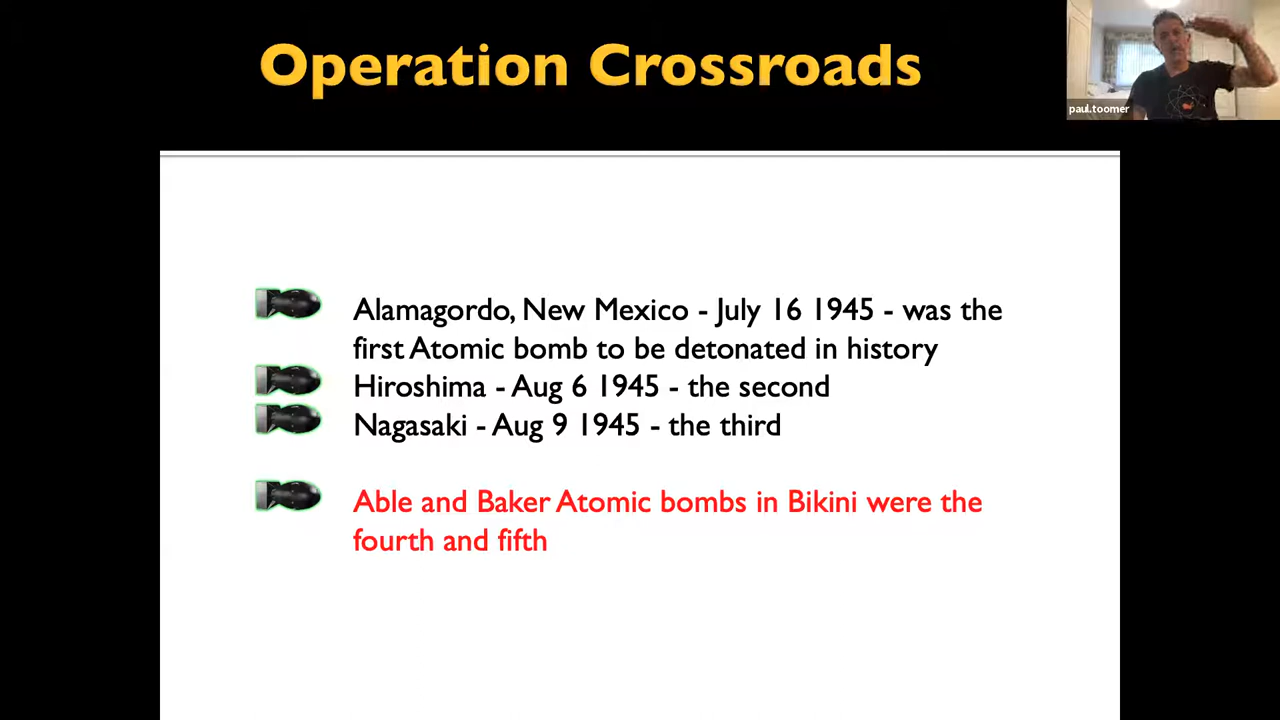 Operation Crossroads
paul.toomer
Alamagordo, New Mexico - July 16 1945 - was the
first Atomic bomb to be detonated in history
Hiroshima - Aug 6 1945 - the second
Nagasaki - Aug 9 1945 - the third
Able and Baker Atomic bombs in Bikini were the
fourth and fifth